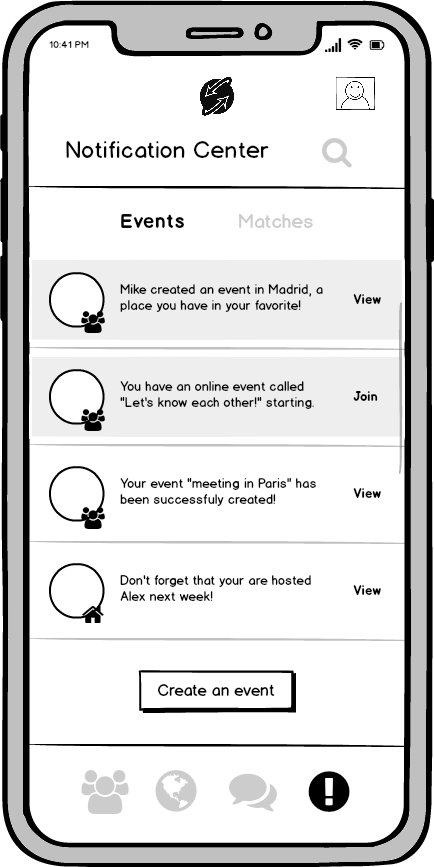 10:41 PM
Notification Center
Events
Matches
Mike created an event in Madrid, a
place you have in your favorite!
View
You have an online event called
"Let's know each other!" starting.
Join
Your event "meeting in Paris" has
been successfuly created!
View
Don't forget that your are hosted
Alex next week!
View
Create an event